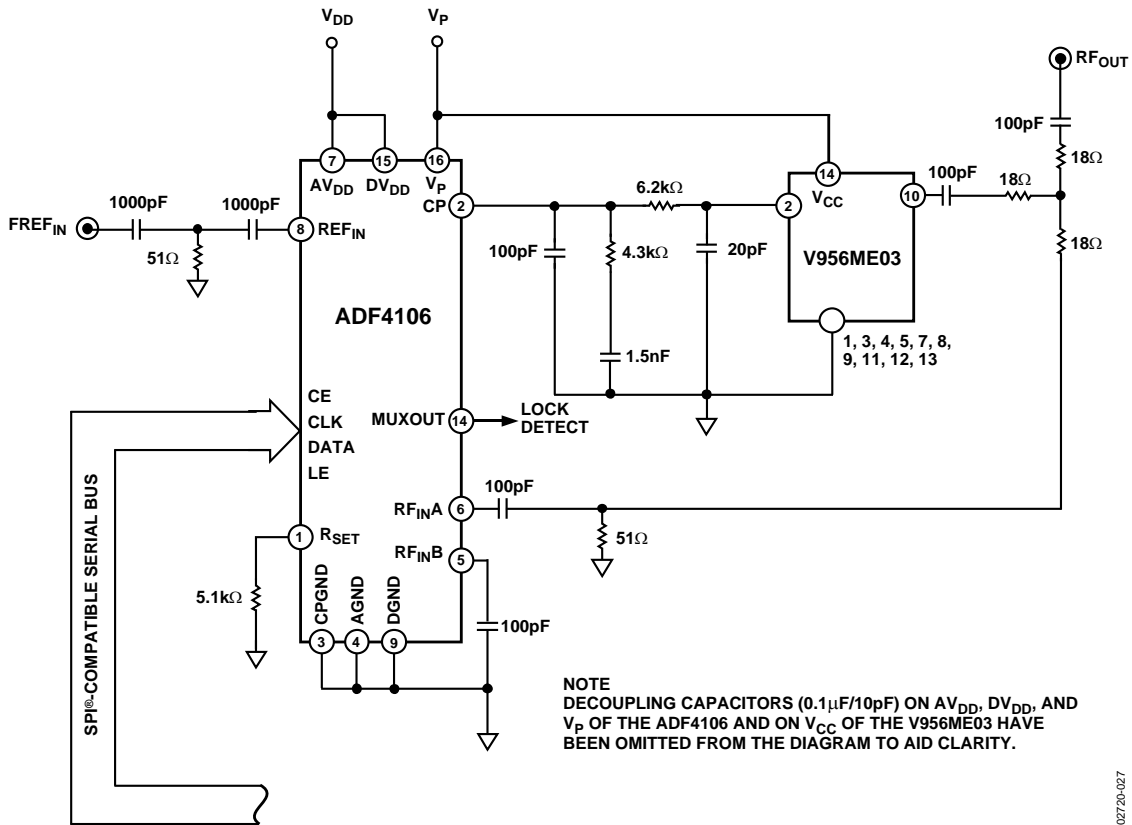 VDD
VP
RFOUT
100pF
18Ω
7
15
16
AVDD
DVDD
VP
14
VCC
1000pF
1000pF
FREFIN
8
REFIN
51Ω
CP
2
6.2kΩ
2
10
100pF
18Ω
18Ω
100pF
4.3kΩ
20pF
V956ME03
ADF4106
1.5nF
1, 3, 4, 5, 7, 8,
9, 11, 12, 13
CE
CLK
DATA
LE
MUXOUT
14
LOCK
DETECT
SPI®-COMPATIBLE SERIAL BUS
100pF
RFINA
6
51Ω
1
RSET
RFINB
5
5.1kΩ
CPGND
AGND
DGND
3
4
9
100pF
NOTE
DECOUPLING CAPACITORS (0.1µF/10pF) ON AVDD, DVDD, AND
VP OF THE ADF4106 AND ON VCC OF THE V956ME03 HAVE
BEEN OMITTED FROM THE DIAGRAM TO AID CLARITY.
02720-027